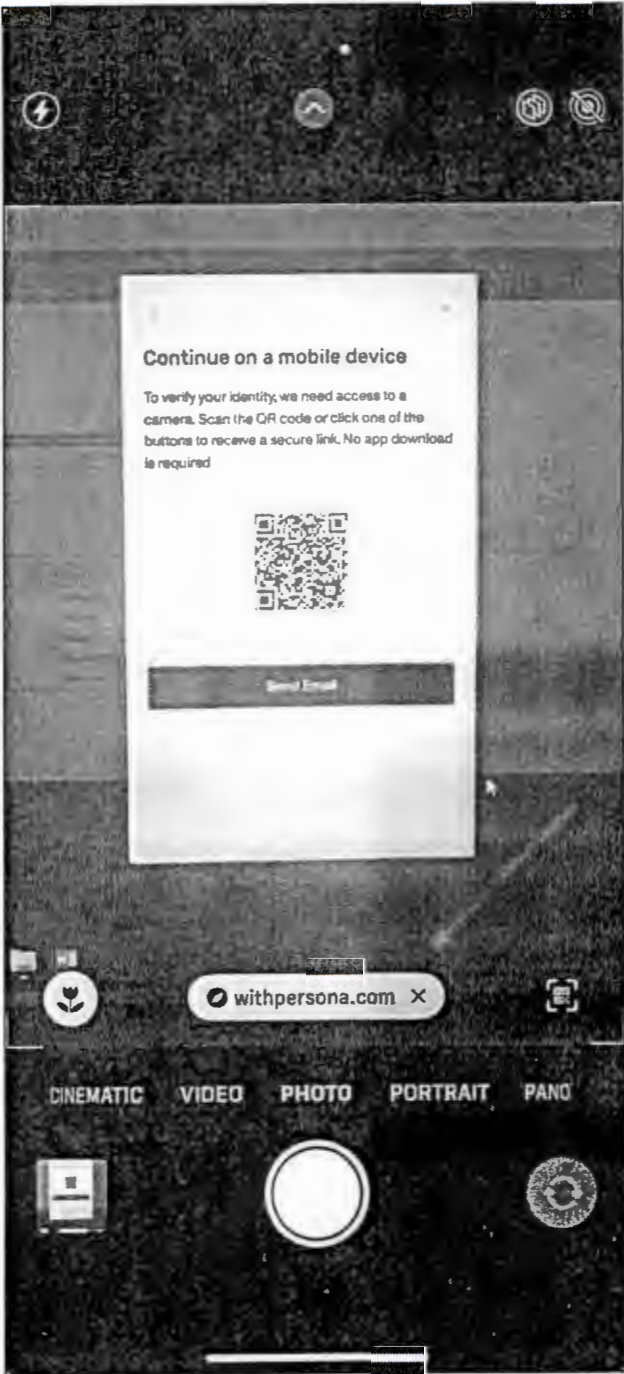 Continue on a mobile device
To verify your identity, we need access to a
camera. Scan the QR code or click one of the
buttons to receive a secure link. No app download
is required
Send Email
withpersona.com ×
CINEMATIC VIDEO PHOTO PORTRAIT PANO